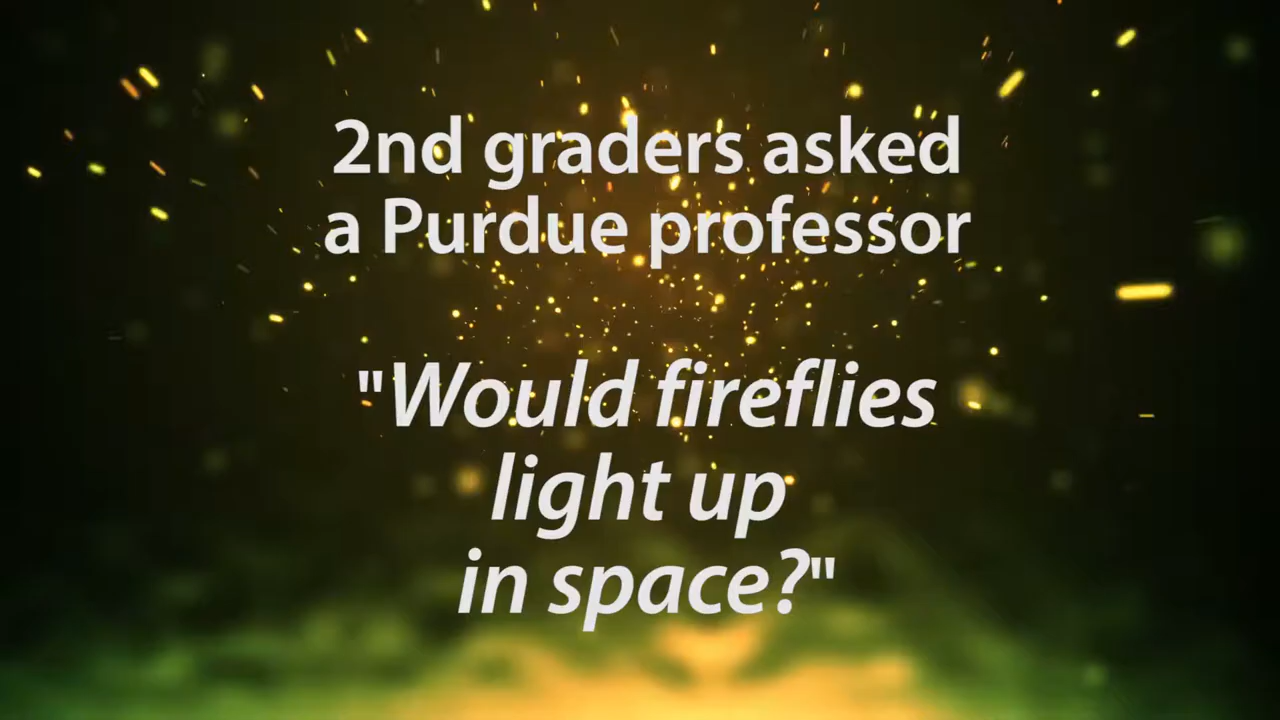 2nd graders asked
a Purdue professor
"Would fireflies
light up
in space?"